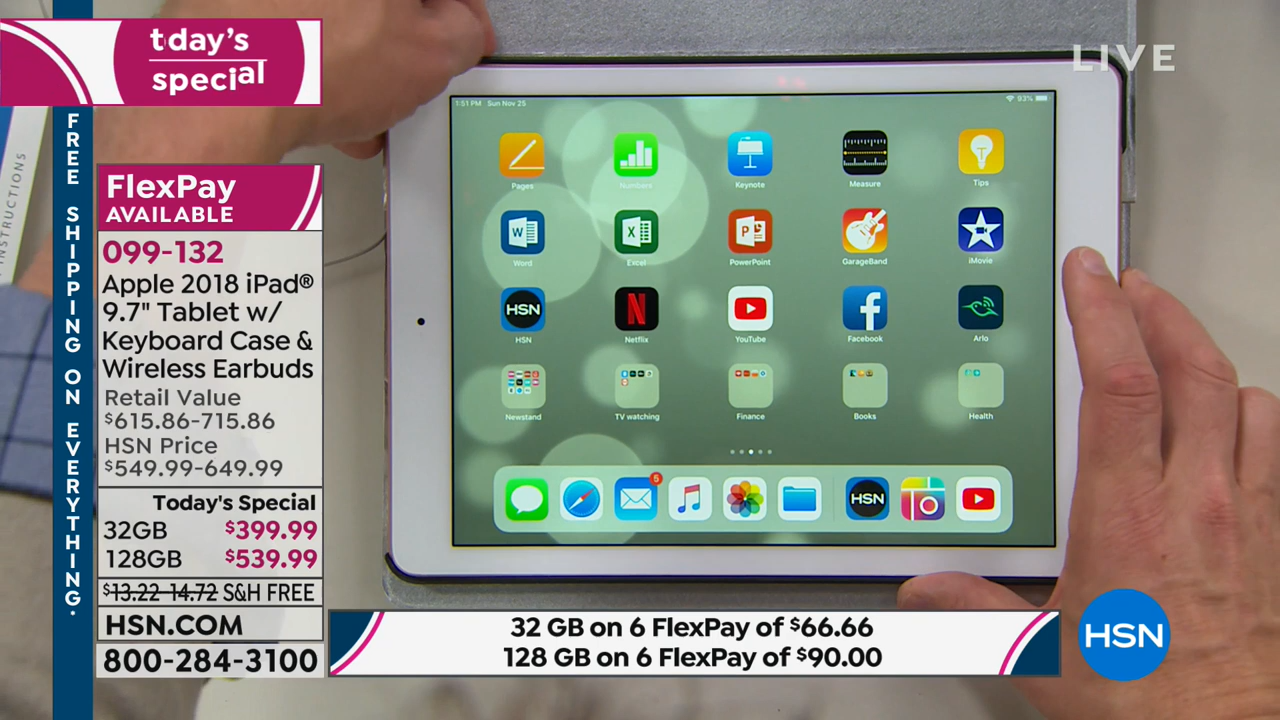 today's
special
LIVE
FREE SHIPPING ON EVERYTHING.
INSTRUCTIONS
FlexPay
AVAILABLE
099-132
Apple 2018 iPad®
9.7" Tablet w/
Keyboard Case &
Wireless Earbuds
Retail Value
$615.86-715.86
HSN Price
$549.99-649.99
Today's Special
32GB $399.99
128GB $539.99
$13.22-14.72 S&H FREE
HSN.COM
800-284-3100
1:51 PM Sun Nov 25
93%
Pages Numbers Keynote Measure Tips
Word Excel PowerPoint GarageBand iMovie
HSN
HSN Netflix YouTube Facebook Arlo
Newstand TV watching Finance Books Health
5
HSN
32 GB on 6 FlexPay of $66.66
128 GB on 6 FlexPay of $90.00
HSN